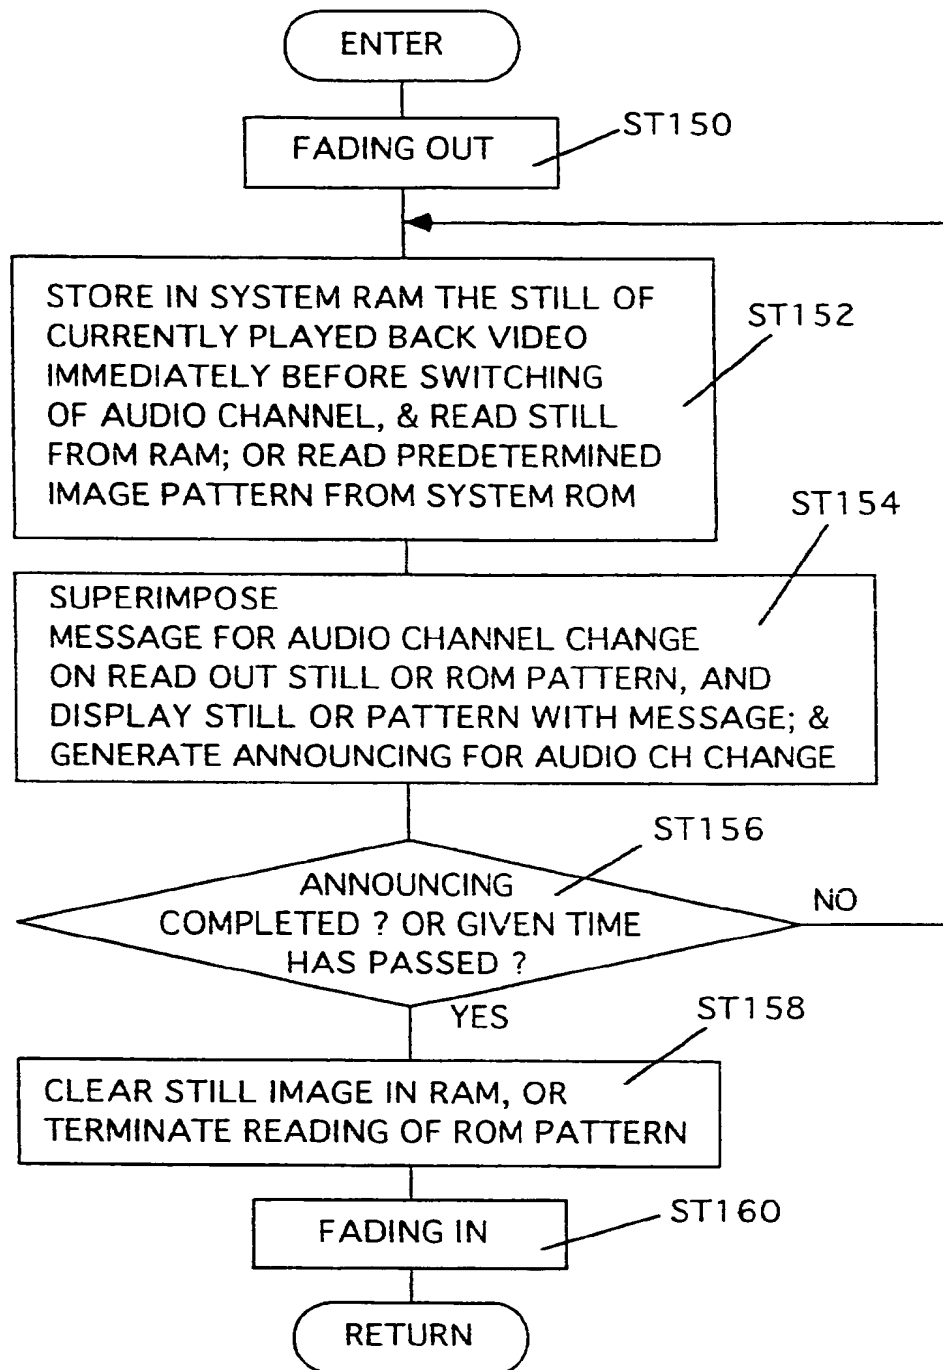 ENTER
FADING OUT
ST150
STORE IN SYSTEM RAM THE STILL OF
CURRENTLY PLAYED BACK VIDEO
IMMEDIATELY BEFORE SWITCHING
OF AUDIO CHANNEL, & READ STILL
FROM RAM; OR READ PREDETERMINED
IMAGE PATTERN FROM SYSTEM ROM
ST152
ST154
SUPERIMPOSE
MESSAGE FOR AUDIO CHANNEL CHANGE
ON READ OUT STILL OR ROM PATTERN, AND
DISPLAY STILL OR PATTERN WITH MESSAGE; &
GENERATE ANNOUNCING FOR AUDIO CH CHANGE
ST156
ANNOUNCING
COMPLETED ? OR GIVEN TIME
HAS PASSED ?
NO
YES
ST158
CLEAR STILL IMAGE IN RAM, OR
TERMINATE READING OF ROM PATTERN
FADING IN
ST160
RETURN